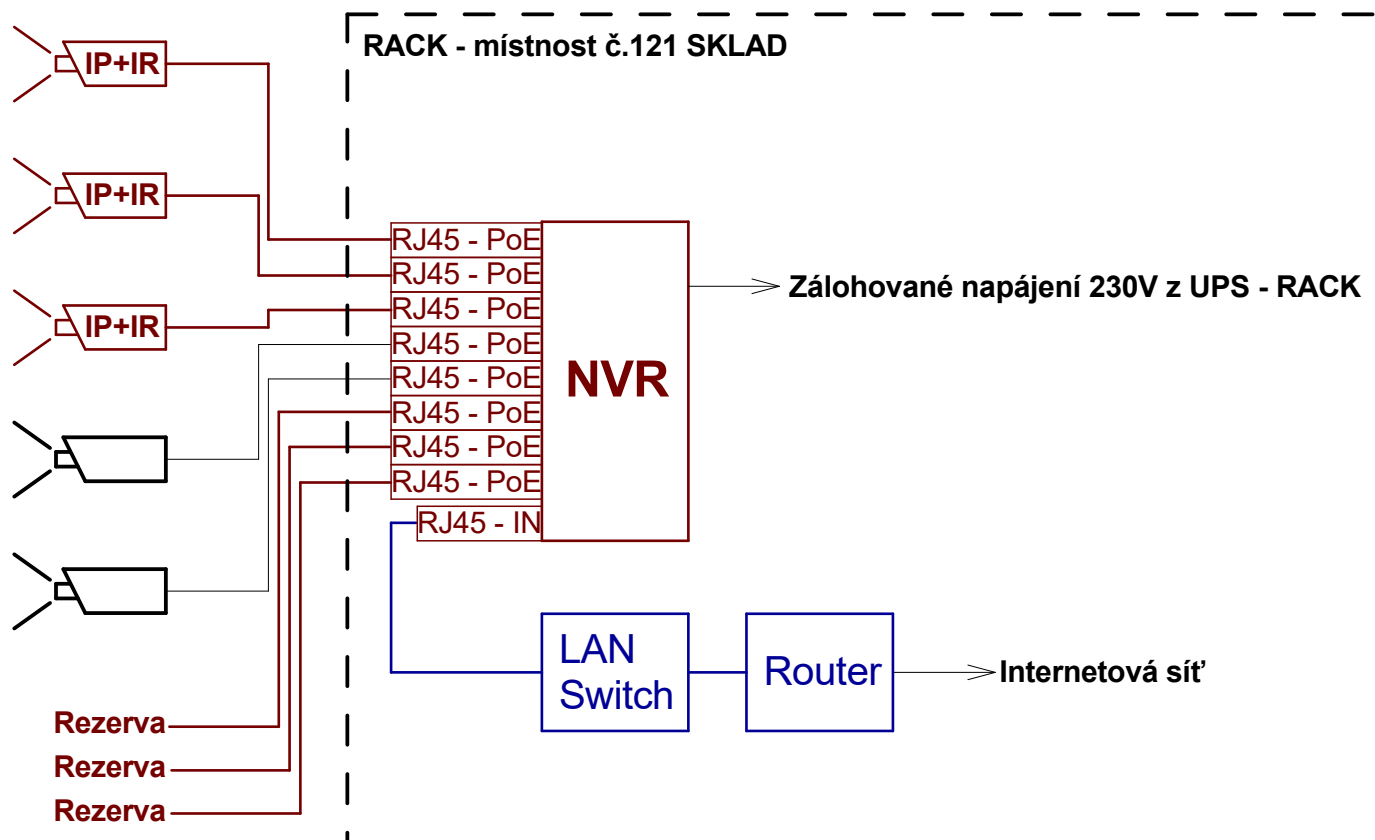 RACK - místnost č.121 SKLAD
IP+IR
IP+IR
IP+IR
RJ45 - PoE
RJ45 - PoE
RJ45 - PoE
RJ45 - PoE
RJ45 - PoE
RJ45 - PoE
RJ45 - PoE
RJ45 - PoE
RJ45 - IN
NVR
Zálohované napájení 230V z UPS - RACK
LAN
Switch
Router
Internetová síť
Rezerva
Rezerva
Rezerva